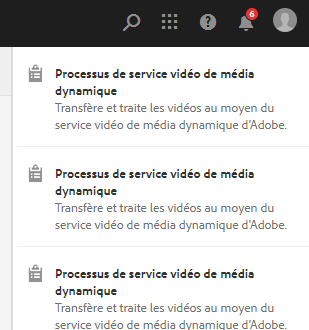 6
Processus de service vidéo de média
dynamique
Transfère et traite les vidéos au moyen du
service vidéo de média dynamique d'Adobe.
Processus de service vidéo de média
dynamique
Transfère et traite les vidéos au moyen du
service vidéo de média dynamique d'Adobe.
Processus de service vidéo de média
dynamique
Transfère et traite les vidéos au moyen du
service vidéo de média dynamique d'Adobe.